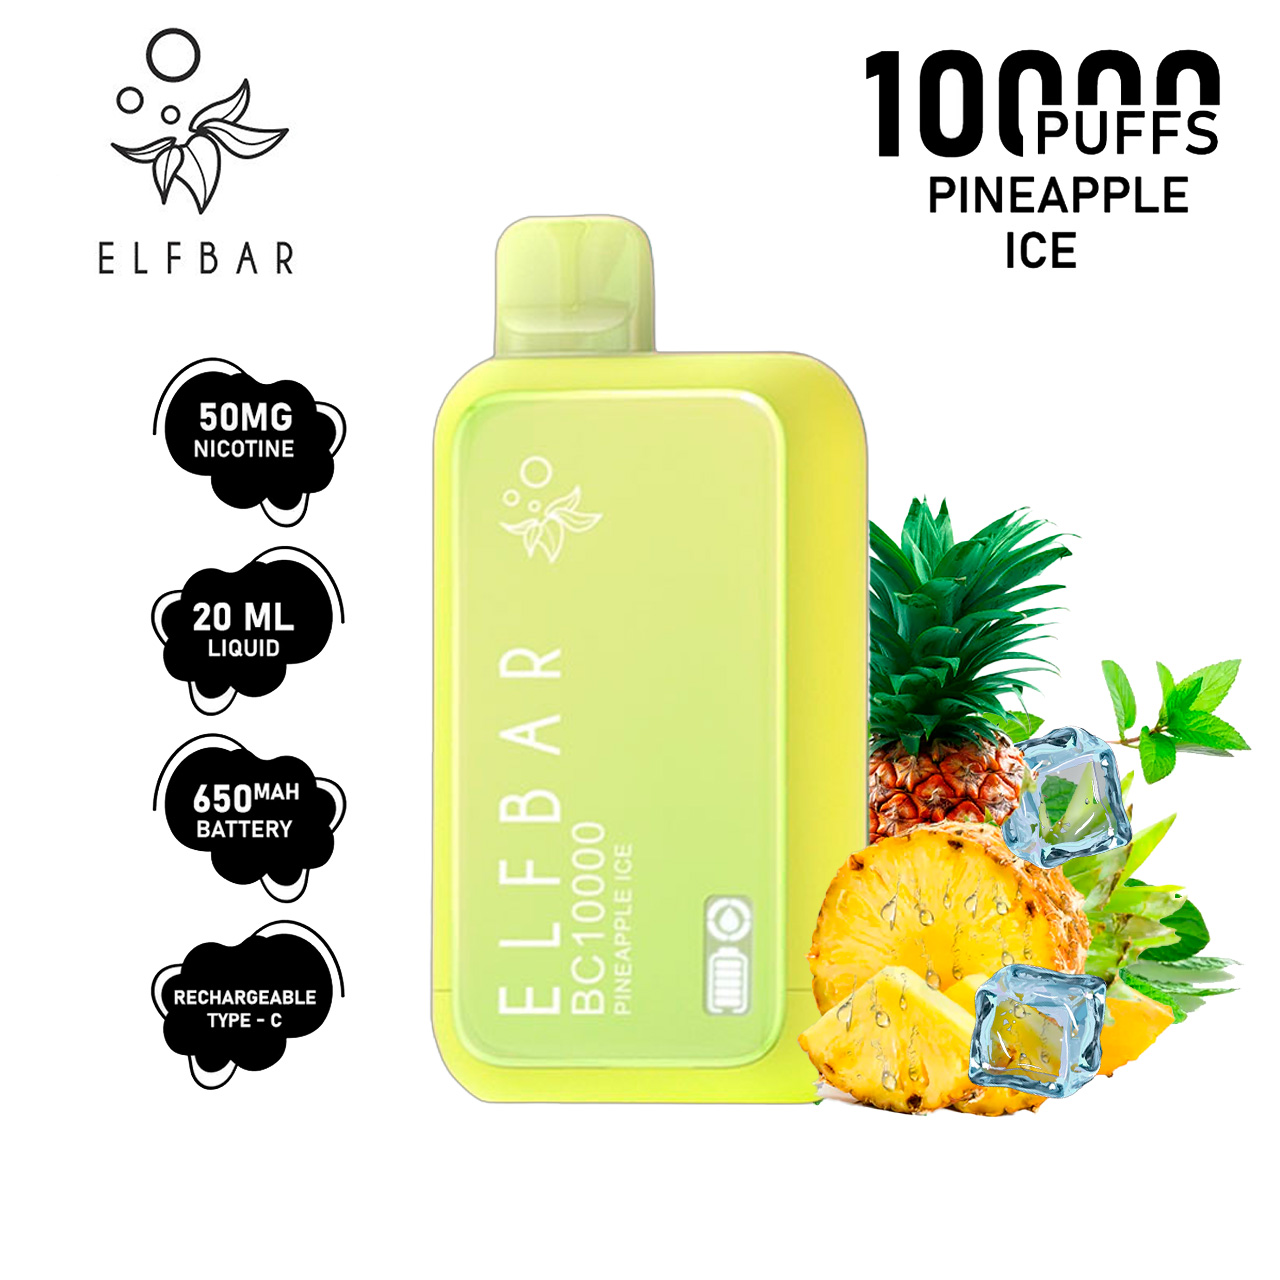 ELFBAR
10000
PUFFS
PINEAPPLE
ICE
50MG
NICOTINE
20 ML
LIQUID
650MAH
BATTERY
RECHARGEABLE
TYPE - C
ELFBAR
BC10000
PINEAPPLE ICE